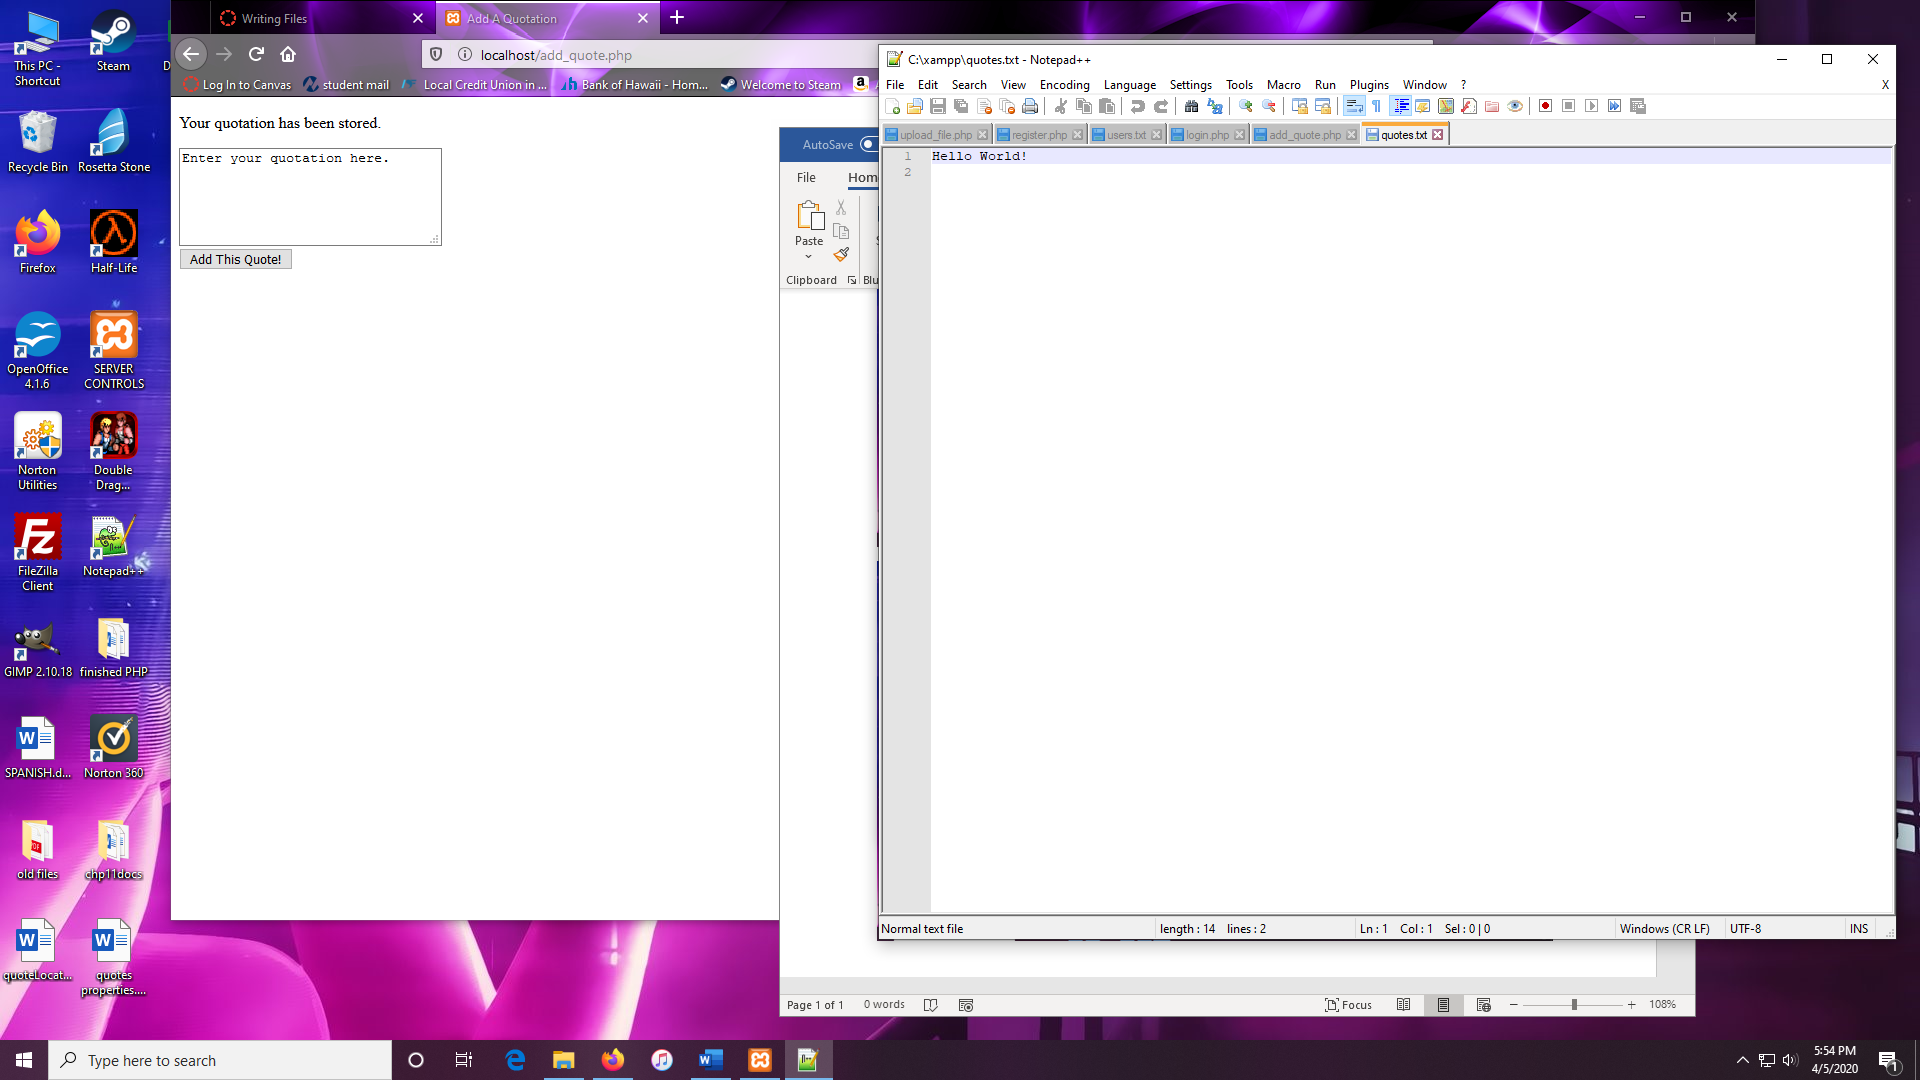 This PC -
Shortcut
Steam
D
Recycle Bin
Rosetta Stone
Firefox
Half-Life
OpenOffice
4.1.6
SERVER
CONTROLS
Norton
Utilities
Double
Drag...
FileZilla
Client
Notepad++
GIMP 2.10.18
finished PHP
SPANISH.d...
Norton 360
old files
chp11docs
quoteLocat...
quotes
properties....
Writing Files
Add A Quotation
localhost/add_quote.php
Log In to Canvas
student mail
Local Credit Union in ...
Bank of Hawaii - Hom...
Welcome to Steam
Your quotation has been stored.
Enter your quotation here.
Add This Quote!
AutoSave
File
Hom
Paste
Clipboard
Blu
Page 1 of 1
0 words
Focus
108%
C:\xampp\quotes.txt - Notepad++
File Edit Search View Encoding Language Settings Tools Macro Run Plugins Window ?
X
upload_file.php
register.php
users.txt
login.php
add_quote.php
quotes.txt
1 Hello World!
2
Normal text file
length : 14 lines : 2
Ln : 1 Col : 1 Sel : 0 | 0
Windows (CR LF)
UTF-8
INS
Type here to search
5:54 PM
4/5/2020
1